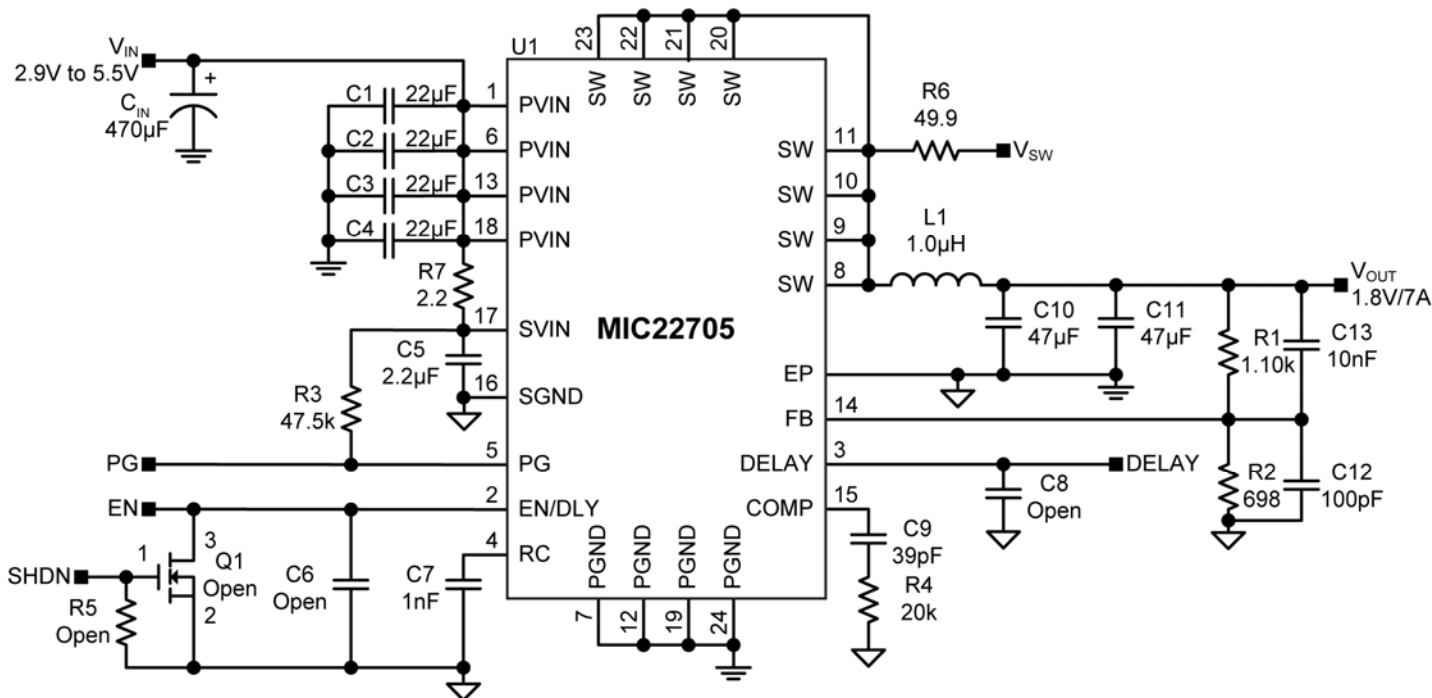 VIN
2.9V to 5.5V
CIN
470µF
C1 22µF
C2 22µF
C3 22µF
C4 22µF
R7
2.2
C5
2.2µF
R3
47.5k
PG
EN
SHDN
1
3
2
Q1
Open
R5
Open
C6
Open
C7
1nF
U1
23
22
21
20
SW
SW
SW
SW
1 PVIN
6 PVIN
13 PVIN
18 PVIN
17 SVIN
16 SGND
5 PG
2 EN/DLY
4 RC
MIC22705
SW 11
SW 10
SW 9
SW 8
EP
FB 14
DELAY 3
COMP 15
PGND
PGND
PGND
PGND
7
12
19
24
R6
49.9
VSW
L1
1.0µH
VOUT
1.8V/7A
C10
47µF
C11
47µF
R1
1.10k
C13
10nF
DELAY
C8
Open
R2
698
C12
100pF
C9
39pF
R4
20k